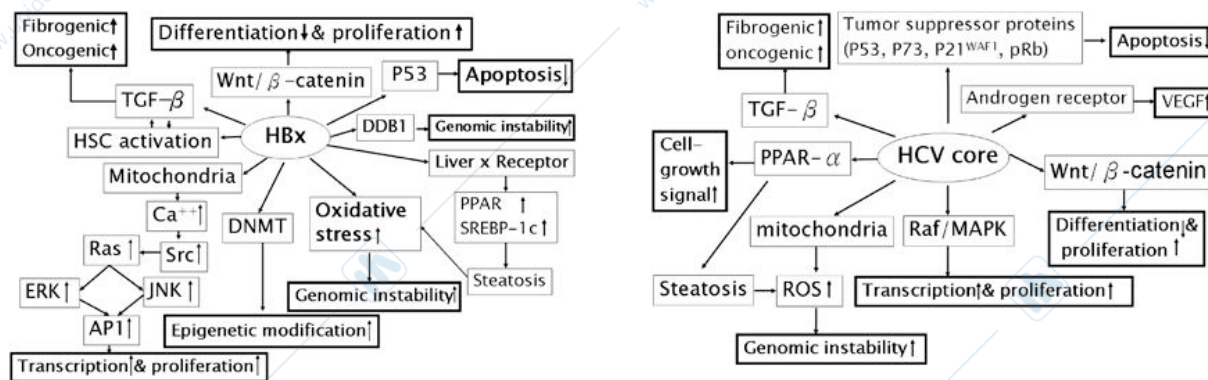 Fibrogenic↑
Oncogenic↑
Differentiation↓& proliferation ↑
Wnt/ β-catenin
P53
Apoptosis↓
TGF-β
HSC activation
HBx
DDB1
Genomic instability↑
Liver x Receptor
Mitochondria
Ca⁺⁺↑
PPAR ↑
SREBP-1c↑
Oxidative
stress↑
DNMT
Ras↑
Src↑
Steatosis
ERK↑
JNK↑
Genomic instability↑
AP1↑
Epigenetic modification↑
Transcription↑& proliferation↑
Fibrogenic↑
oncogenic↑
Tumor suppressor proteins
(P53, P73, P21ᵂᴬᶠ¹, pRb)
Apoptosis↓
TGF-β
Androgen receptor
VEGF↑
Cell-
growth
signal↑
PPAR-α
HCV core
Wnt/ β-catenin
mitochondria
Raf/MAPK
Differentiation↓&
proliferation ↑
Steatosis
ROS↑
Transcription↑& proliferation↑
Genomic instability↑